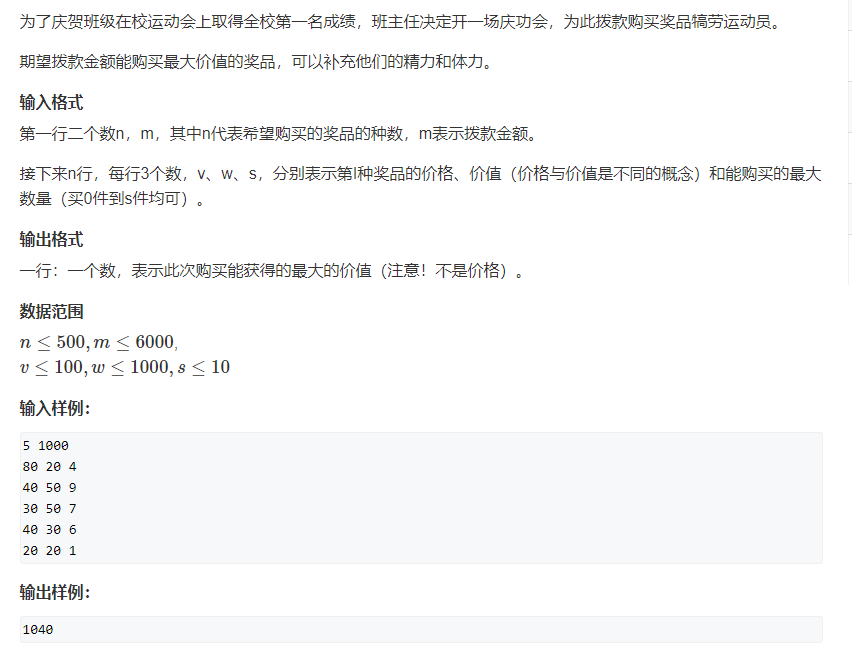 为了庆贺班级在校运动会上取得全校第一名成绩，班主任决定开一场庆功会，为此拨款购买奖品犒劳运动员。
期望拨款金额能购买最大价值的奖品，可以补充他们的精力和体力。
输入格式
第一行二个数n，m，其中n代表希望购买的奖品的种数，m表示拨款金额。
接下来n行，每行3个数，v、w、s，分别表示第I种奖品的价格、价值（价格与价值是不同的概念）和能购买的最大
数量（买0件到s件均可）。
输出格式
一行：一个数，表示此次购买能获得的最大的价值（注意！不是价格）。
数据范围
n ≤ 500, m ≤ 6000,
v ≤ 100, w ≤ 1000, s ≤ 10
输入样例：
5 1000
80 20 4
40 50 9
30 50 7
40 30 6
20 20 1
输出样例：
1040